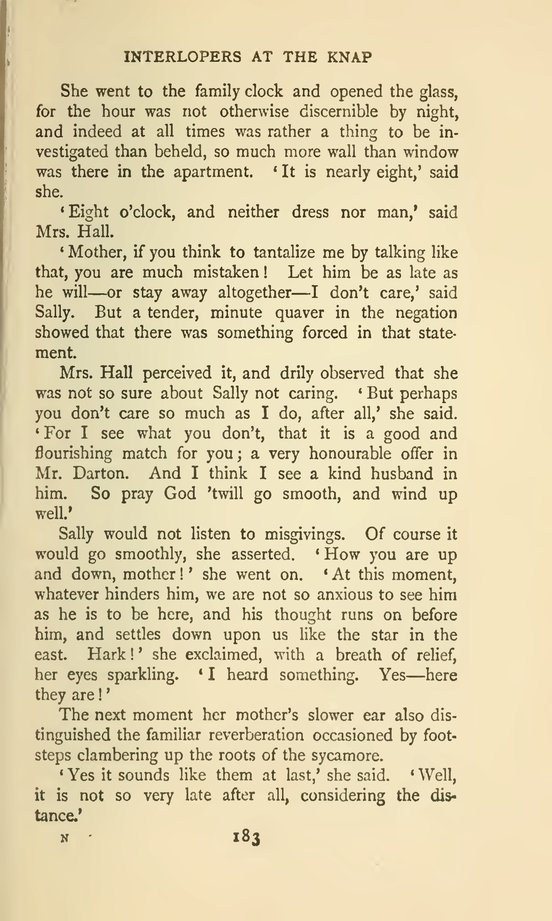 INTERLOPERS AT THE KNAP
She went to the family clock and opened the glass,
for the hour was not otherwise discernible by night,
and indeed at all times was rather a thing to be in-
vestigated than beheld, so much more wall than window
was there in the apartment. ‘It is nearly eight,’ said
she.
‘Eight o’clock, and neither dress nor man,’ said
Mrs. Hall.
‘Mother, if you think to tantalize me by talking like
that, you are much mistaken! Let him be as late as
he will—or stay away altogether—I don’t care,’ said
Sally. But a tender, minute quaver in the negation
showed that there was something forced in that state-
ment.
Mrs. Hall perceived it, and drily observed that she
was not so sure about Sally not caring. ‘But perhaps
you don’t care so much as I do, after all,’ she said.
‘For I see what you don’t, that it is a good and
flourishing match for you; a very honourable offer in
Mr. Darton. And I think I see a kind husband in
him. So pray God ’twill go smooth, and wind up
well.’
Sally would not listen to misgivings. Of course it
would go smoothly, she asserted. ‘How you are up
and down, mother!’ she went on. ‘At this moment,
whatever hinders him, we are not so anxious to see him
as he is to be here, and his thought runs on before
him, and settles down upon us like the star in the
east. Hark!’ she exclaimed, with a breath of relief,
her eyes sparkling. ‘I heard something. Yes—here
they are!’
The next moment her mother’s slower ear also dis-
tinguished the familiar reverberation occasioned by foot-
steps clambering up the roots of the sycamore.
‘Yes it sounds like them at last,’ she said. ‘Well,
it is not so very late after all, considering the dis-
tance.’
N 183